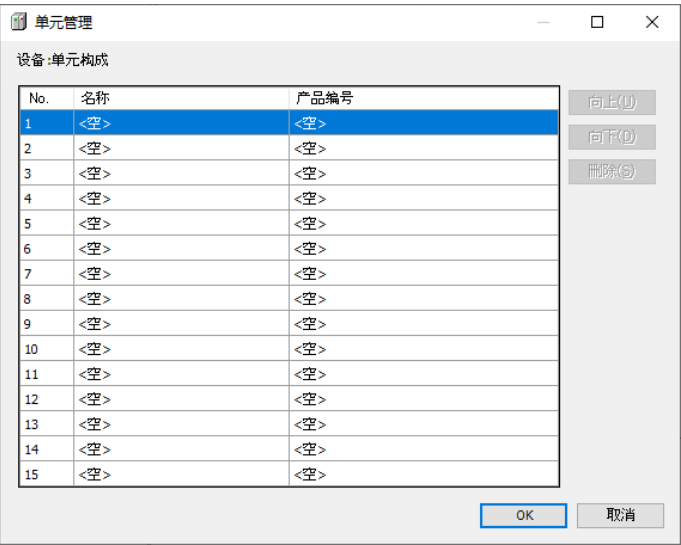 单元管理
设备:单元构成
No. 名称 产品编号
1 <空> <空>
2 <空> <空>
3 <空> <空>
4 <空> <空>
5 <空> <空>
6 <空> <空>
7 <空> <空>
8 <空> <空>
9 <空> <空>
10 <空> <空>
11 <空> <空>
12 <空> <空>
13 <空> <空>
14 <空> <空>
15 <空> <空>
向上(U)
向下(D)
删除(S)
OK 取消